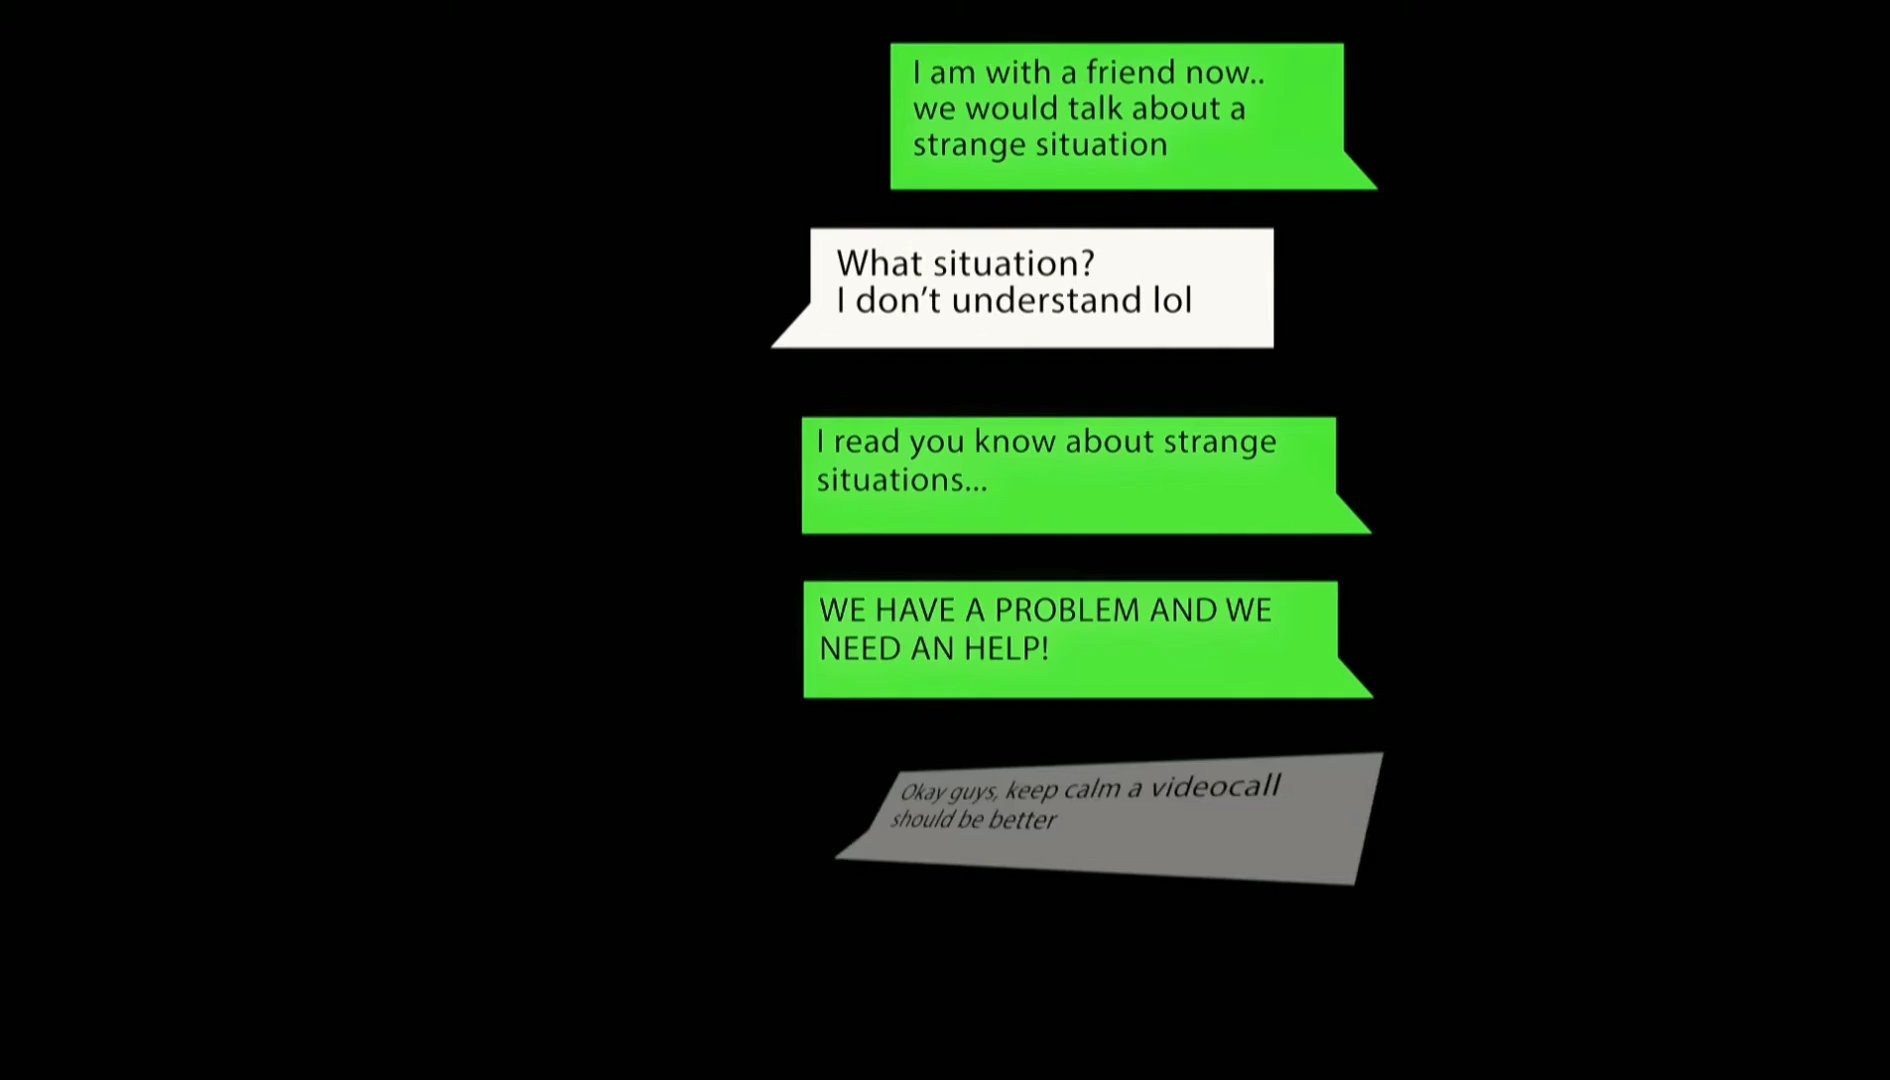 I am with a friend now..
we would talk about a
strange situation
What situation?
I don’t understand lol
I read you know about strange
situations...
WE HAVE A PROBLEM AND WE
NEED AN HELP!
Okay guys, keep calm a videocall
should be better